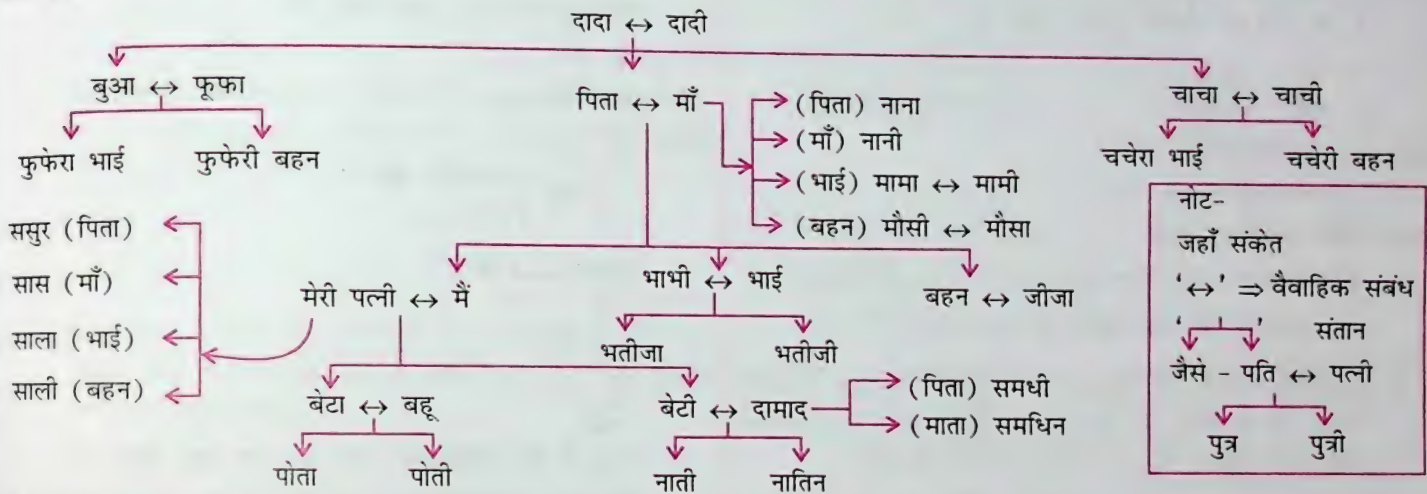 दादा ↔ दादी
बुआ ↔ फूफा
पिता ↔ माँ
चाचा ↔ चाची
(पिता) नाना
(माँ) नानी
(भाई) मामा ↔ मामी
(बहन) मौसी ↔ मौसा
फुफेरा भाई
फुफेरी बहन
चचेरा भाई
चचेरी बहन
ससुर (पिता)
सास (माँ)
साला (भाई)
साली (बहन)
मेरी पत्नी ↔ मैं
भाभी ↔ भाई
बहन ↔ जीजा
भतीजा
भतीजी
बेटा ↔ बहू
बेटी ↔ दामाद
(पिता) समधी
(माता) समधिन
पोता
पोती
नाती
नातिन
नोट-
जहाँ संकेत
'↔' ⇒ वैवाहिक संबंध
' ' संतान
जैसे - पति ↔ पत्नी
पुत्र
पुत्री